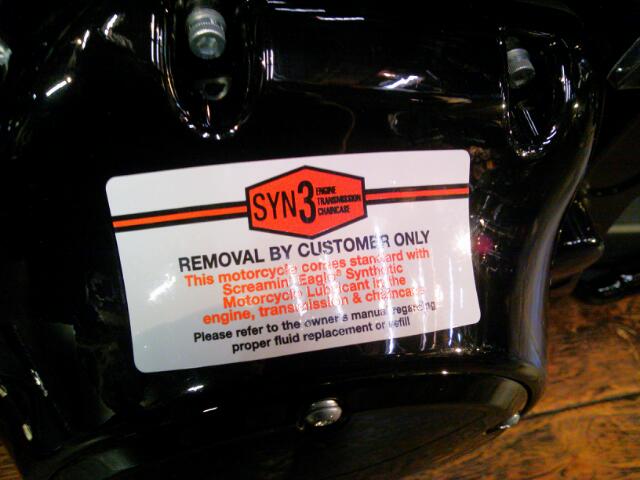 SYN3 ENGINE
TRANSMISSION
CHAINCASE
REMOVAL BY CUSTOMER ONLY
This motorcycle comes standard with
Screamin' Eagle® Synthetic
Motorcycle Lubricant in the
engine, transmission & chaincase
Please refer to the owner's manual regarding
proper fluid replacement or refill